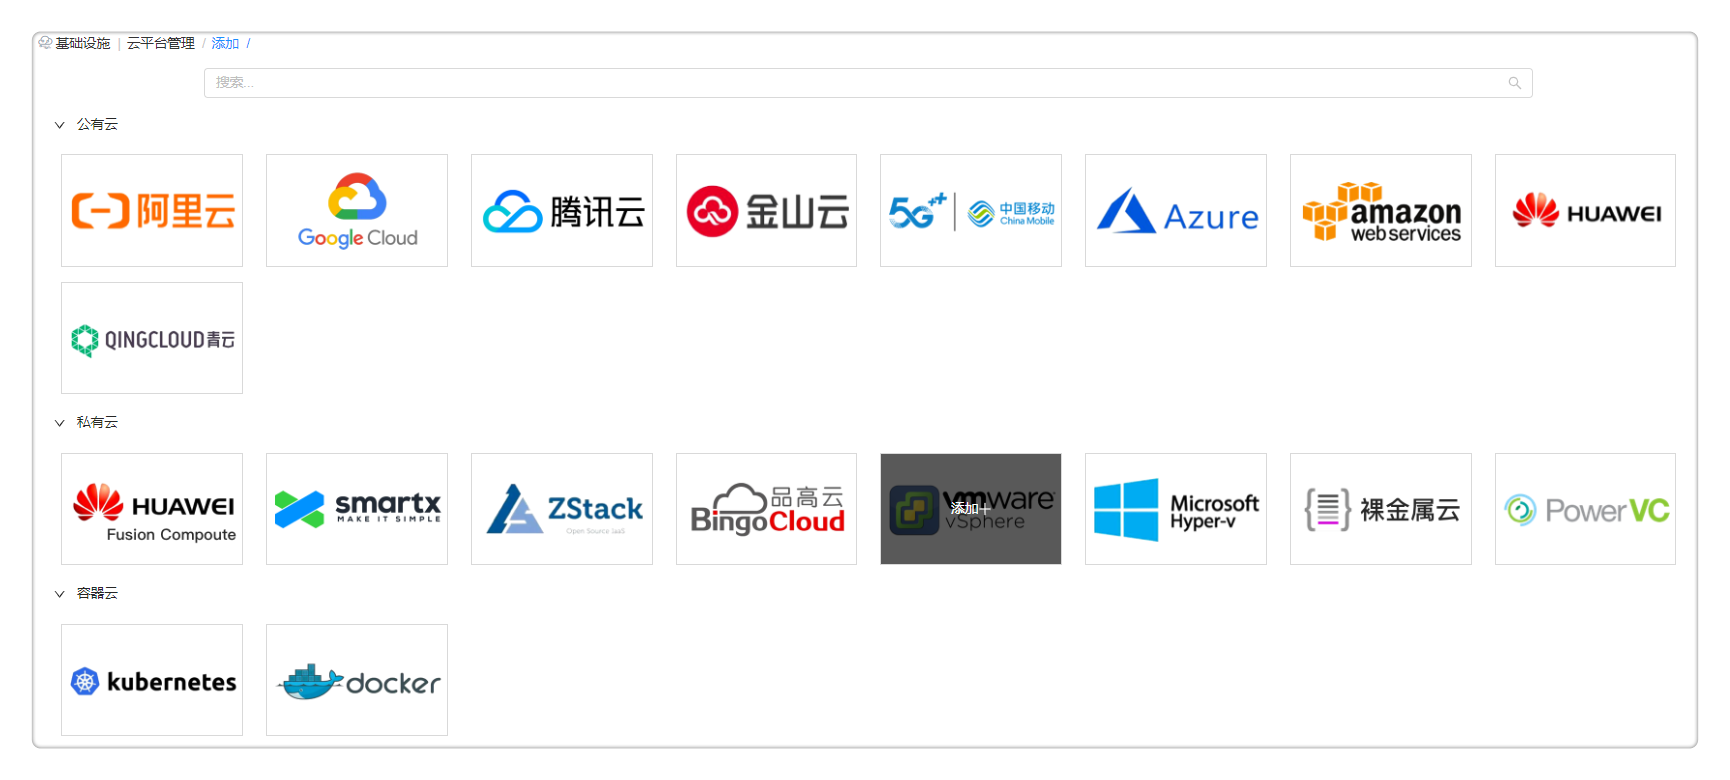 基础设施 | 云平台管理 / 添加 /
搜索...
公有云
阿里云
Google Cloud
腾讯云
金山云
5G++ 中国移动
China Mobile
Azure
amazon
web services
HUAWEI
QINGCLOUD青云
私有云
HUAWEI
Fusion Compoute
smartx
MAKE IT SIMPLE
ZStack
Open Source IaaS
品高云
BingoCloud
vmware
vSphere
添加+
Microsoft
Hyper-v
裸金属云
PowerVC
容器云
kubernetes
docker